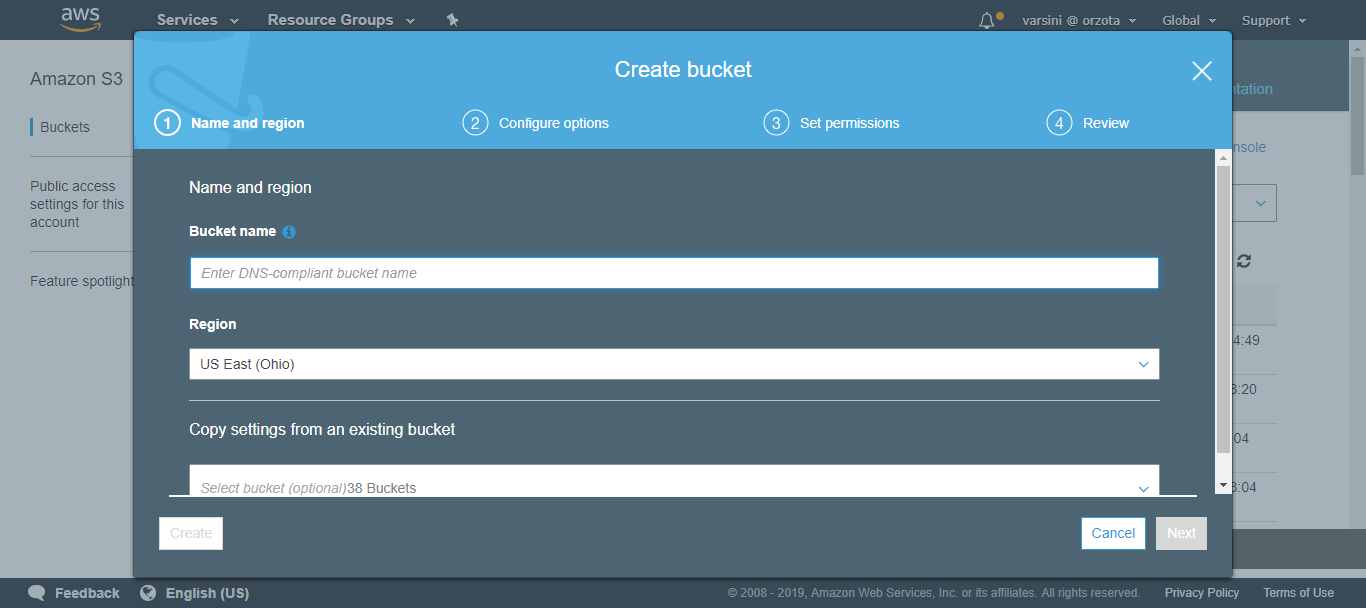 aws
Services
Resource Groups
varsini @ orzota
Global
Support
Amazon S3
Buckets
Public access
settings for this
account
Feature spotlight
Create bucket
1 Name and region
2 Configure options
3 Set permissions
4 Review
Name and region
Bucket name
Enter DNS-compliant bucket name
Region
US East (Ohio)
Copy settings from an existing bucket
Select bucket (optional)38 Buckets
Create
Cancel
Next
ntation
nsole
4:49
3:20
04
3:04
Feedback
English (US)
© 2008 - 2019, Amazon Web Services, Inc. or its affiliates. All rights reserved.
Privacy Policy
Terms of Use